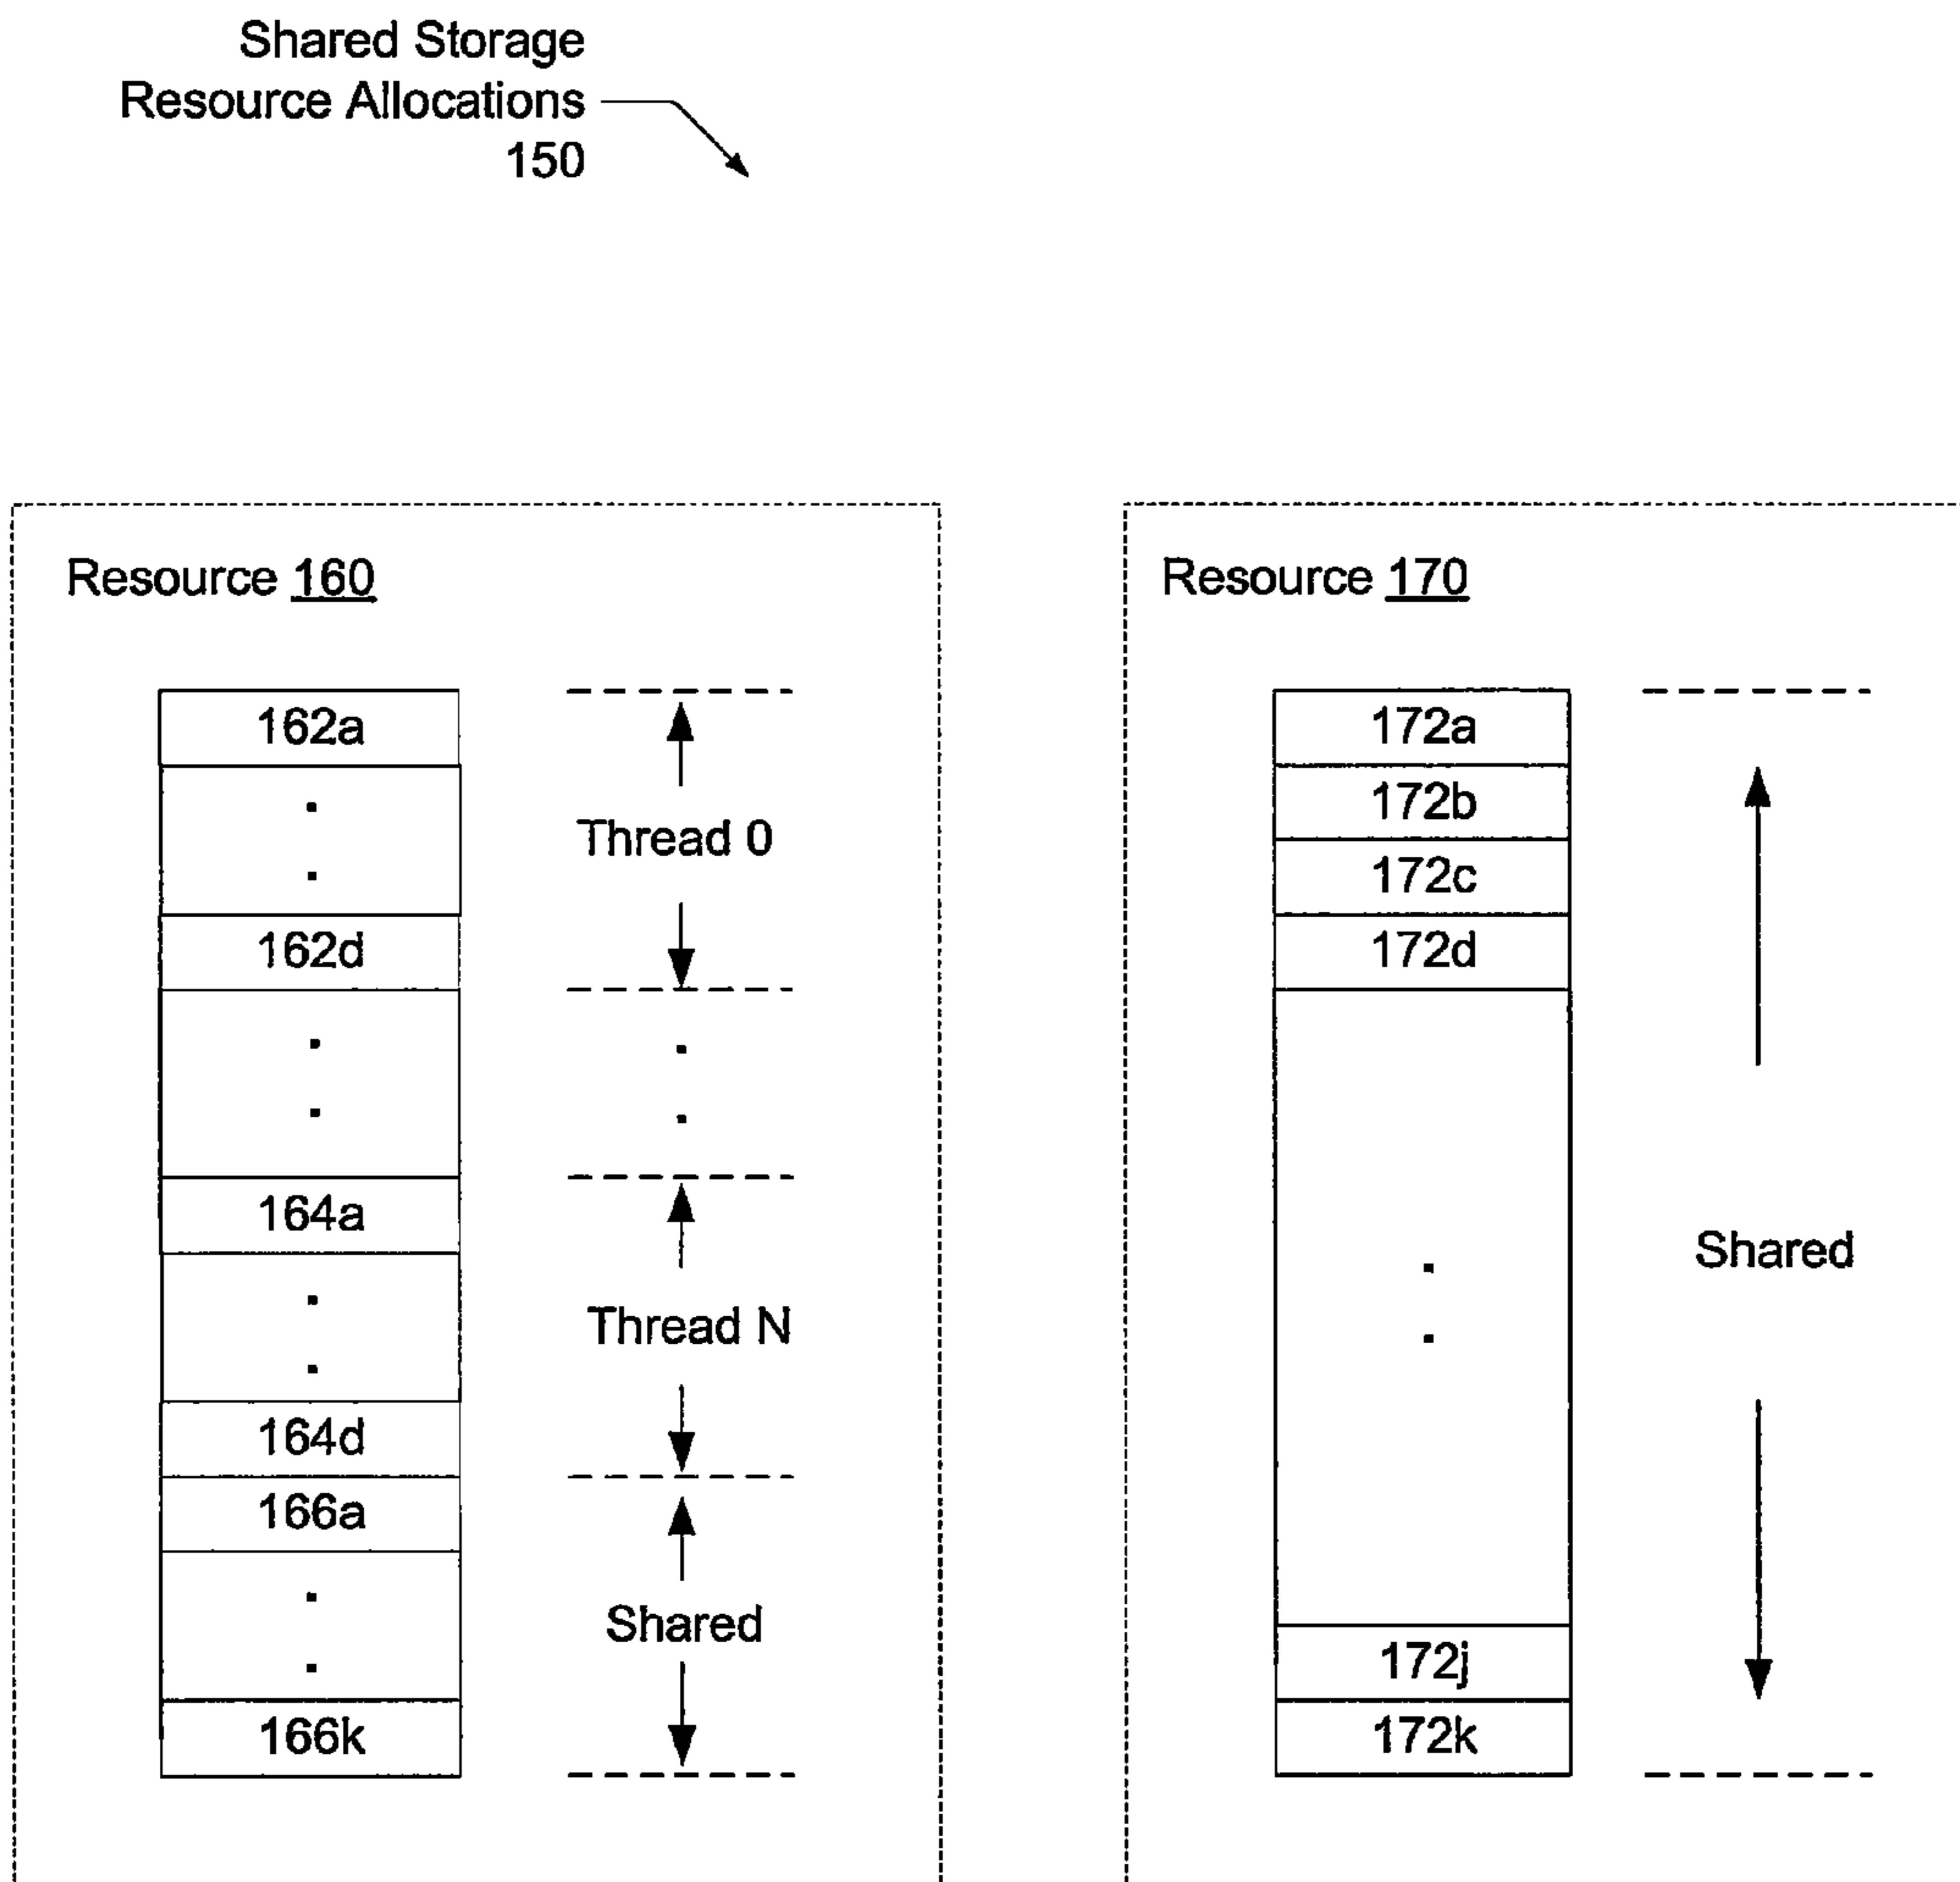 Shared Storage
Resource Allocations
150
Resource 160
162a
162d
164a
164d
166a
166k
Thread 0
Thread N
Shared
Resource 170
172a
172b
172c
172d
172j
172k
Shared